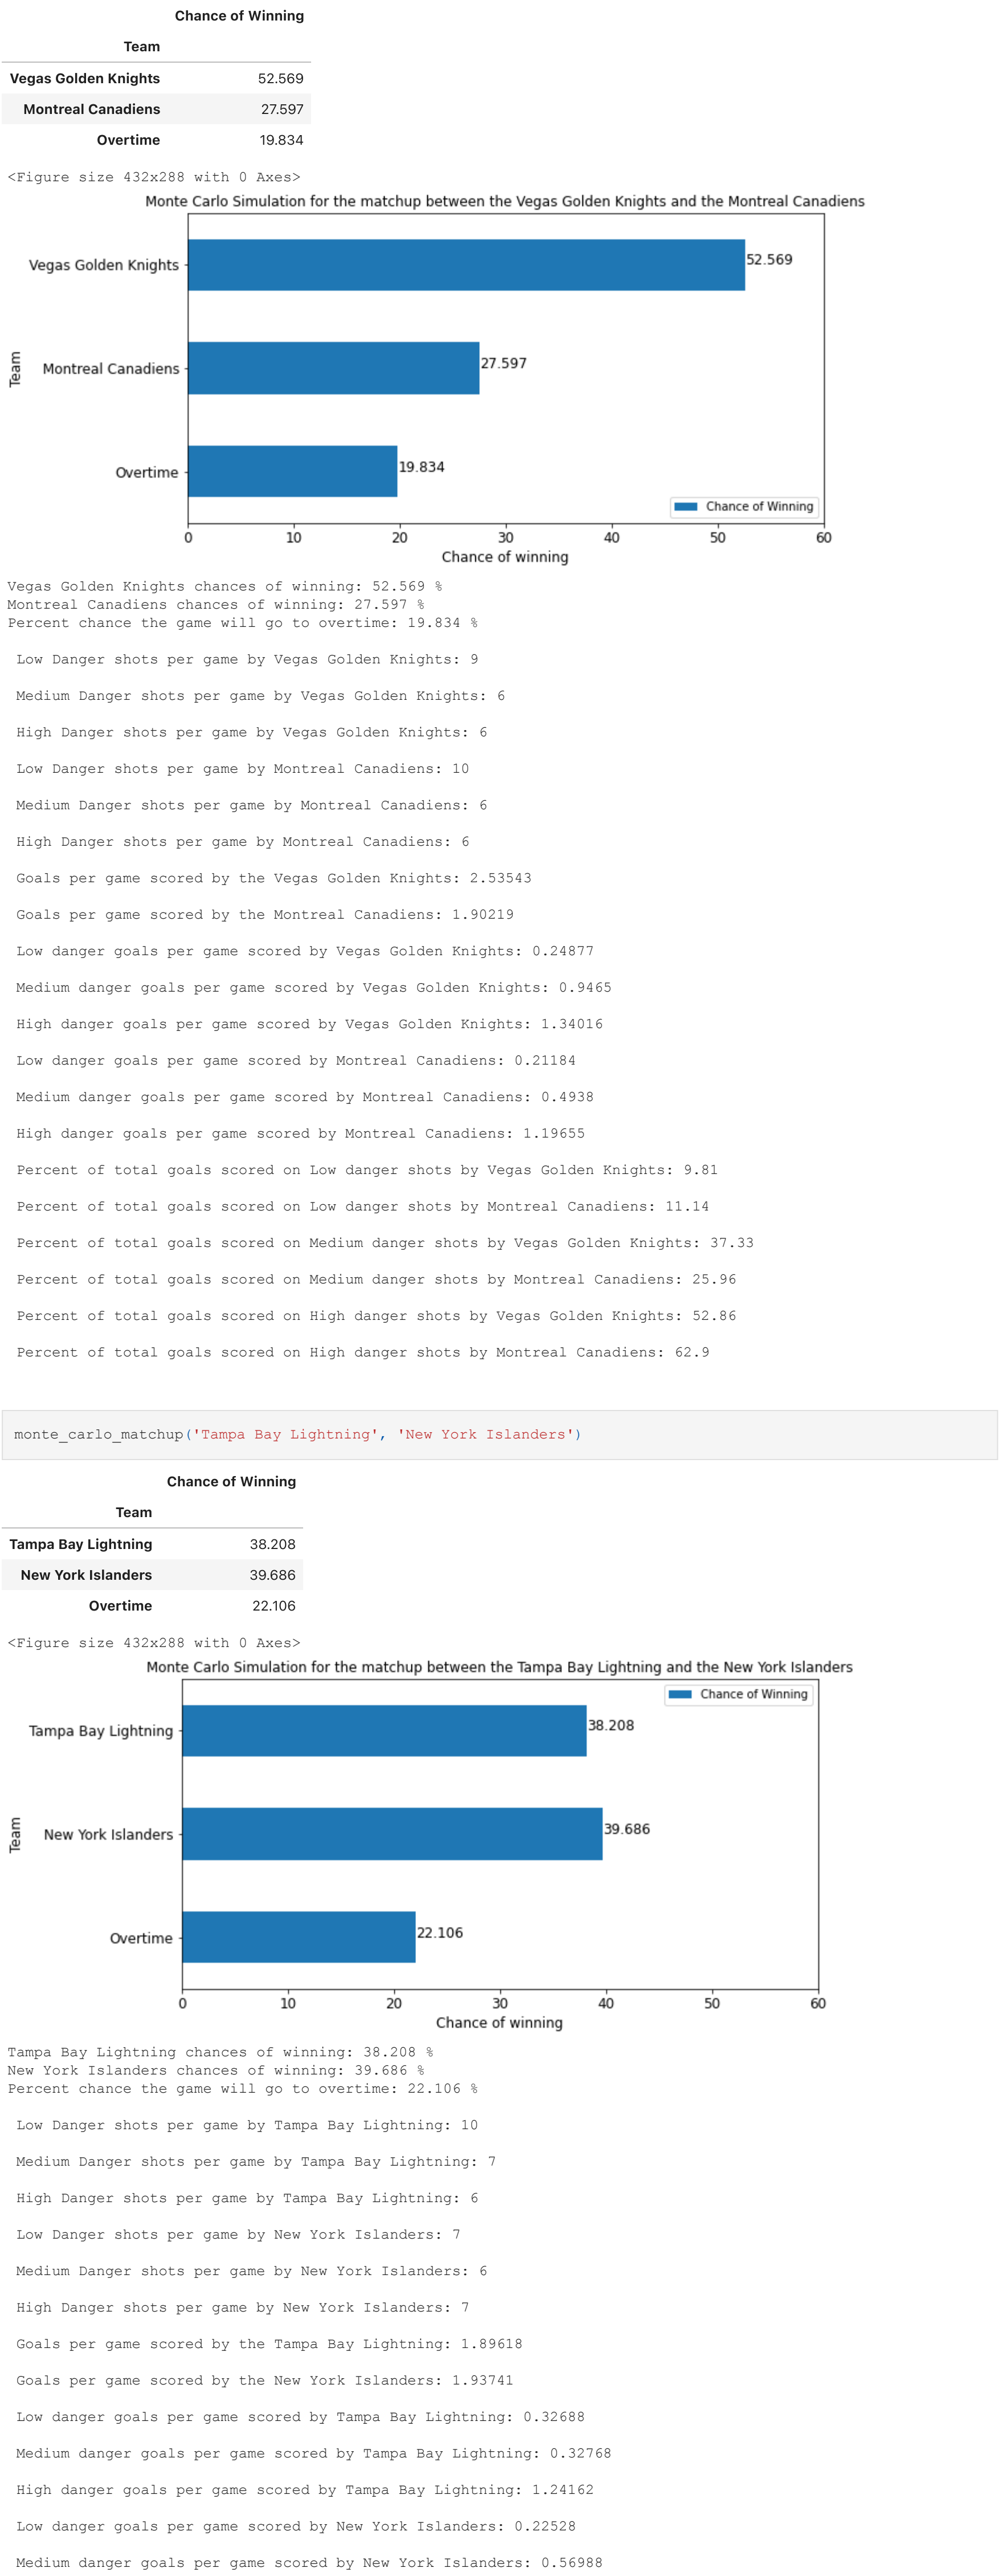 Chance of Winning
Team
Vegas Golden Knights 52.569
Montreal Canadiens 27.597
Overtime 19.834
<Figure size 432x288 with 0 Axes>
Monte Carlo Simulation for the matchup between the Vegas Golden Knights and the Montreal Canadiens
Vegas Golden Knights 52.569
Team
Montreal Canadiens 27.597
Overtime 19.834
Chance of Winning
0 10 20 30 40 50 60
Chance of winning
Vegas Golden Knights chances of winning: 52.569 %
Montreal Canadiens chances of winning: 27.597 %
Percent chance the game will go to overtime: 19.834 %
Low Danger shots per game by Vegas Golden Knights: 9
Medium Danger shots per game by Vegas Golden Knights: 6
High Danger shots per game by Vegas Golden Knights: 6
Low Danger shots per game by Montreal Canadiens: 10
Medium Danger shots per game by Montreal Canadiens: 6
High Danger shots per game by Montreal Canadiens: 6
Goals per game scored by the Vegas Golden Knights: 2.53543
Goals per game scored by the Montreal Canadiens: 1.90219
Low danger goals per game scored by Vegas Golden Knights: 0.24877
Medium danger goals per game scored by Vegas Golden Knights: 0.9465
High danger goals per game scored by Vegas Golden Knights: 1.34016
Low danger goals per game scored by Montreal Canadiens: 0.21184
Medium danger goals per game scored by Montreal Canadiens: 0.4938
High danger goals per game scored by Montreal Canadiens: 1.19655
Percent of total goals scored on Low danger shots by Vegas Golden Knights: 9.81
Percent of total goals scored on Low danger shots by Montreal Canadiens: 11.14
Percent of total goals scored on Medium danger shots by Vegas Golden Knights: 37.33
Percent of total goals scored on Medium danger shots by Montreal Canadiens: 25.96
Percent of total goals scored on High danger shots by Vegas Golden Knights: 52.86
Percent of total goals scored on High danger shots by Montreal Canadiens: 62.9
monte_carlo_matchup('Tampa Bay Lightning', 'New York Islanders')
Chance of Winning
Team
Tampa Bay Lightning 38.208
New York Islanders 39.686
Overtime 22.106
<Figure size 432x288 with 0 Axes>
Monte Carlo Simulation for the matchup between the Tampa Bay Lightning and the New York Islanders
Chance of Winning
Tampa Bay Lightning 38.208
Team
New York Islanders 39.686
Overtime 22.106
0 10 20 30 40 50 60
Chance of winning
Tampa Bay Lightning chances of winning: 38.208 %
New York Islanders chances of winning: 39.686 %
Percent chance the game will go to overtime: 22.106 %
Low Danger shots per game by Tampa Bay Lightning: 10
Medium Danger shots per game by Tampa Bay Lightning: 7
High Danger shots per game by Tampa Bay Lightning: 6
Low Danger shots per game by New York Islanders: 7
Medium Danger shots per game by New York Islanders: 6
High Danger shots per game by New York Islanders: 7
Goals per game scored by the Tampa Bay Lightning: 1.89618
Goals per game scored by the New York Islanders: 1.93741
Low danger goals per game scored by Tampa Bay Lightning: 0.32688
Medium danger goals per game scored by Tampa Bay Lightning: 0.32768
High danger goals per game scored by Tampa Bay Lightning: 1.24162
Low danger goals per game scored by New York Islanders: 0.22528
Medium danger goals per game scored by New York Islanders: 0.56988